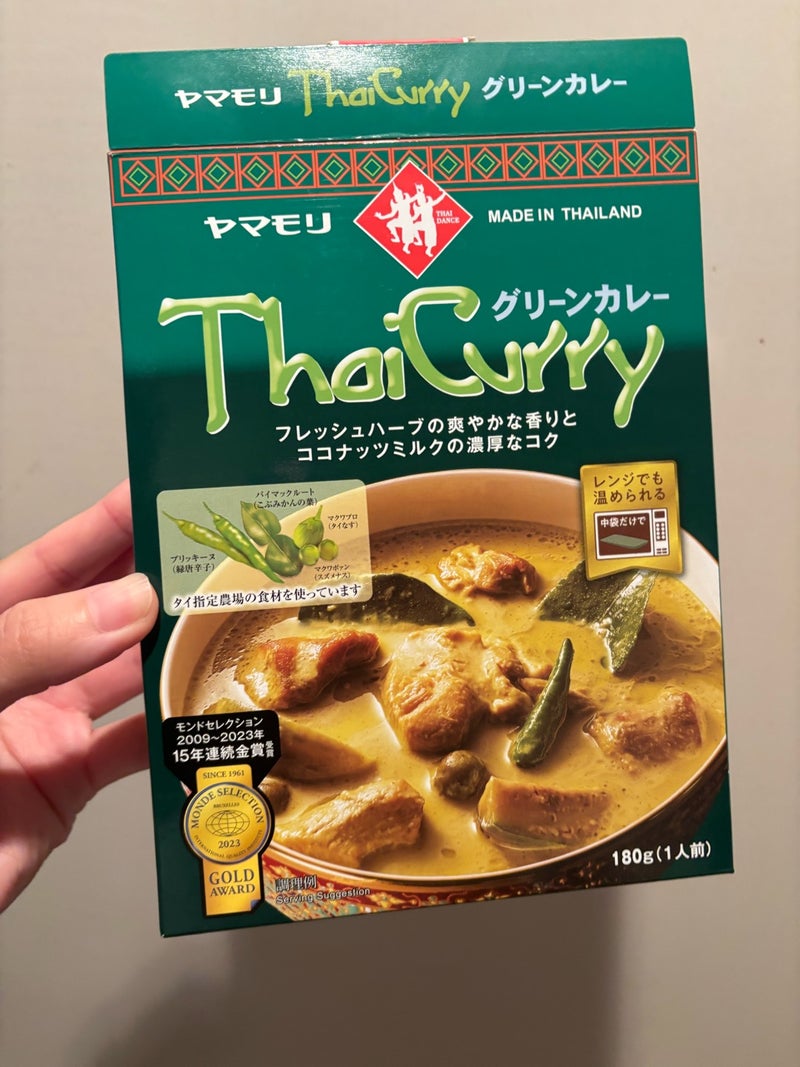 ヤマモリ ThaiCurry グリーンカレー
ヤマモリ
THAI
DANCE
MADE IN THAILAND
グリーンカレー
ThaiCurry
フレッシュハーブの爽やかな香りと
ココナッツミルクの濃厚なコク
バイマックルート
(こぶみかんの葉)
マクワプロ
(タイなす)
プリッキーヌ
(緑唐辛子)
マクワポァン
(スズメナス)
タイ指定農場の食材を使っています
レンジでも
温められる
中袋だけで
モンドセレクション
2009〜2023年
15年連続金賞受賞
SINCE 1961
MONDE SELECTION
BRUXELLES
INTERNATIONAL QUALITY
2023
GOLD
AWARD
調理例
Serving Suggestion
180g(1人前)